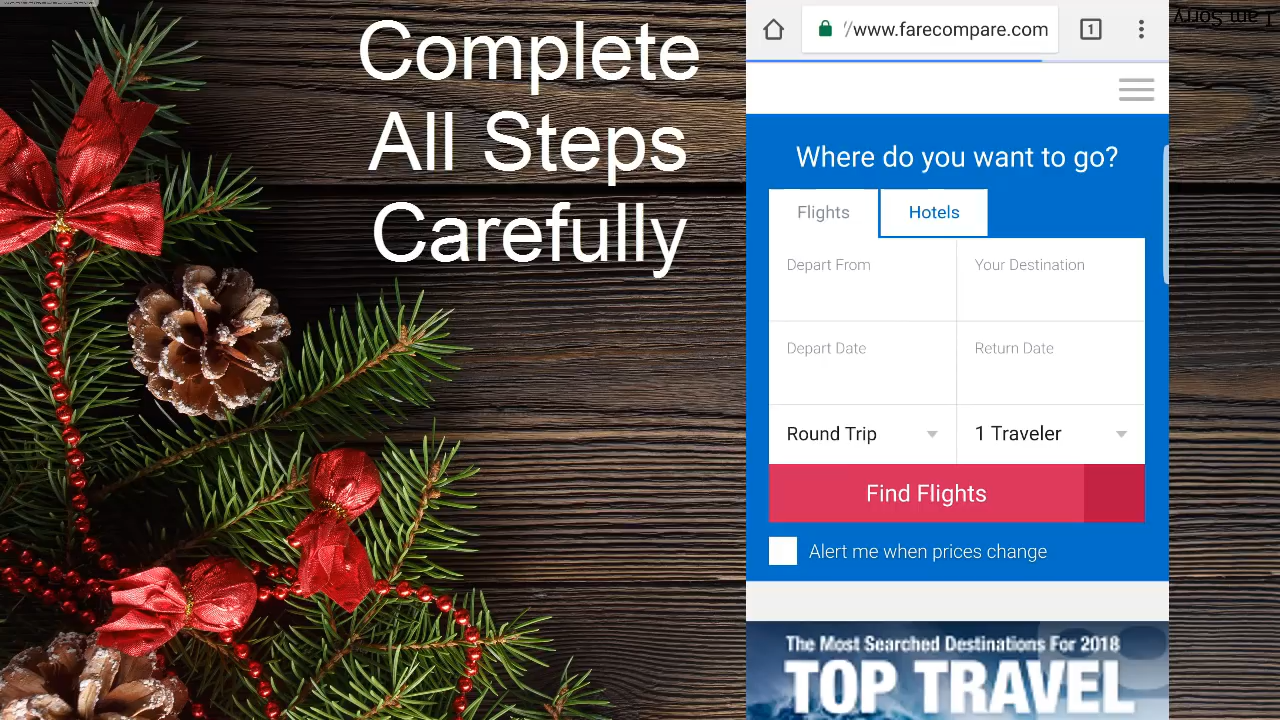 Complete
All Steps
Carefully
//www.farecompare.com
1
I am Sorry
Where do you want to go?
Flights
Hotels
Depart From
Your Destination
Depart Date
Return Date
Round Trip
1 Traveler
Find Flights
Alert me when prices change
The Most Searched Destinations For 2018
TOP TRAVEL